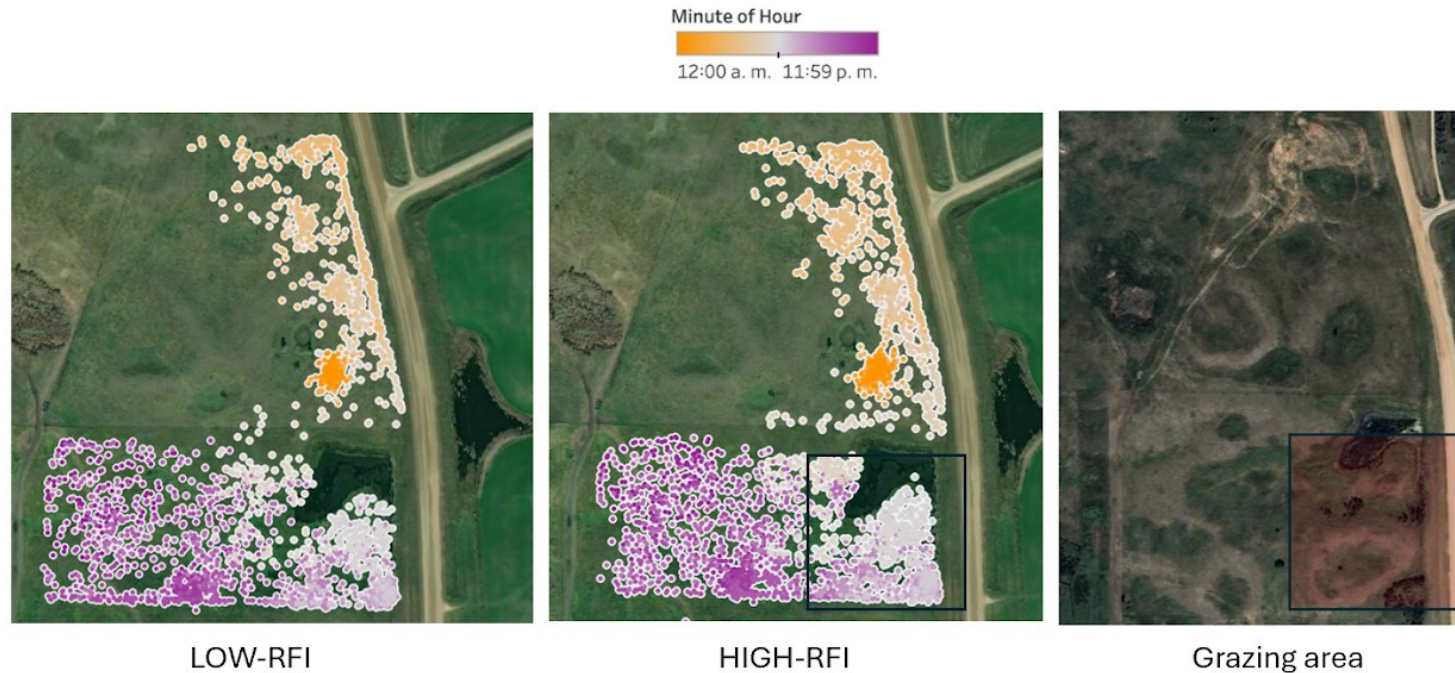 Minute of Hour
12:00 a. m. 11:59 p. m.
LOW-RFI
HIGH-RFI
Grazing area